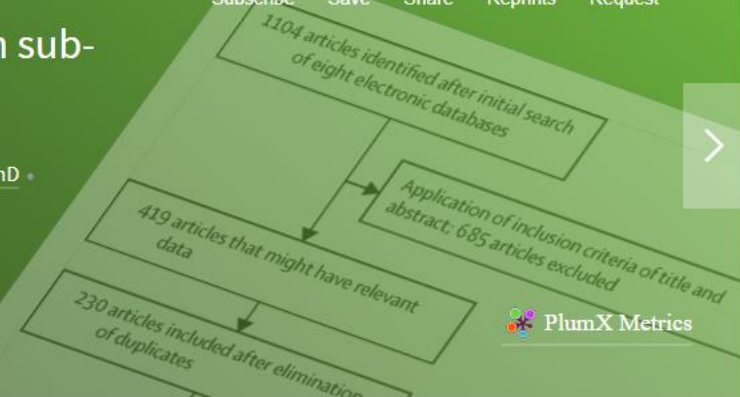 Subscribe Save Share Reprints Request
sub-
1104 articles identified after initial search
of eight electronic databases
hD
Application of inclusion criteria of title and
abstract: 685 articles excluded
419 articles that might have relevant
data
PlumX Metrics
230 articles included after elimination
of duplicates